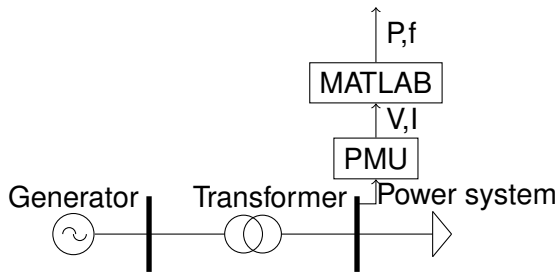 P,f
MATLAB
V,I
PMU
Generator
Transformer
Power system